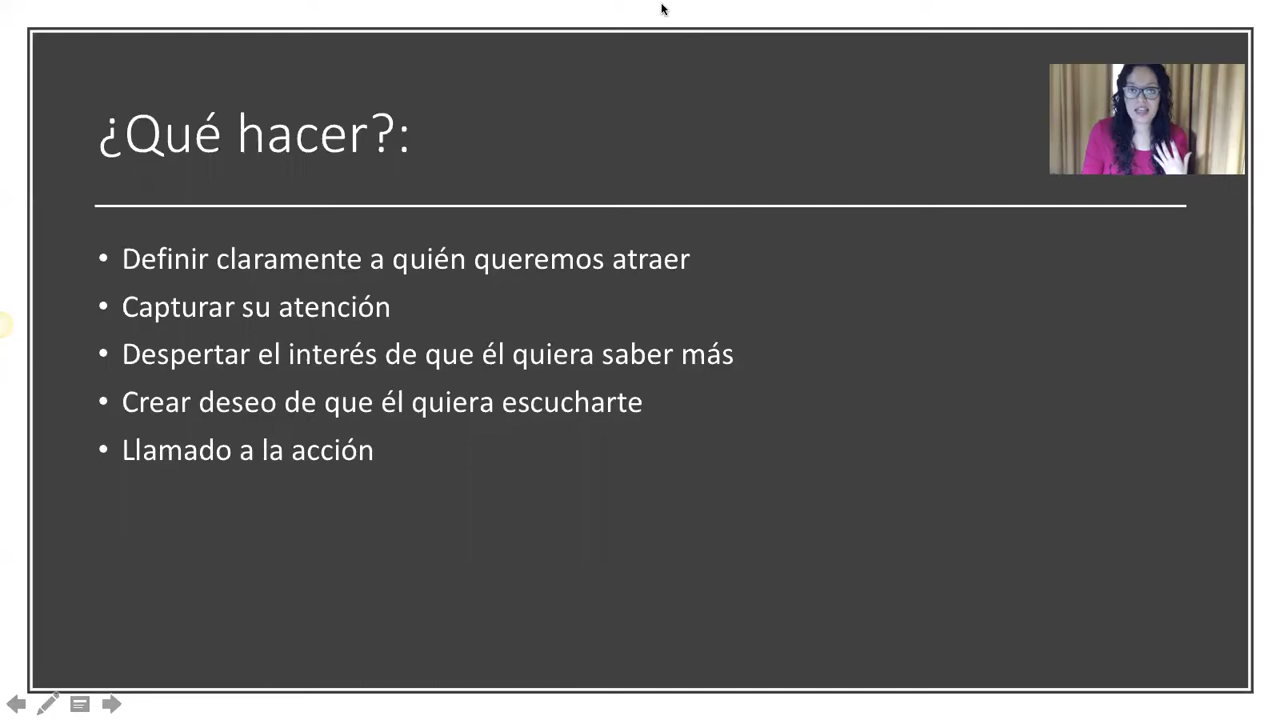 ¿Qué hacer?:
• Definir claramente a quién queremos atraer
• Capturar su atención
• Despertar el interés de que él quiera saber más
• Crear deseo de que él quiera escucharte
• Llamado a la acción